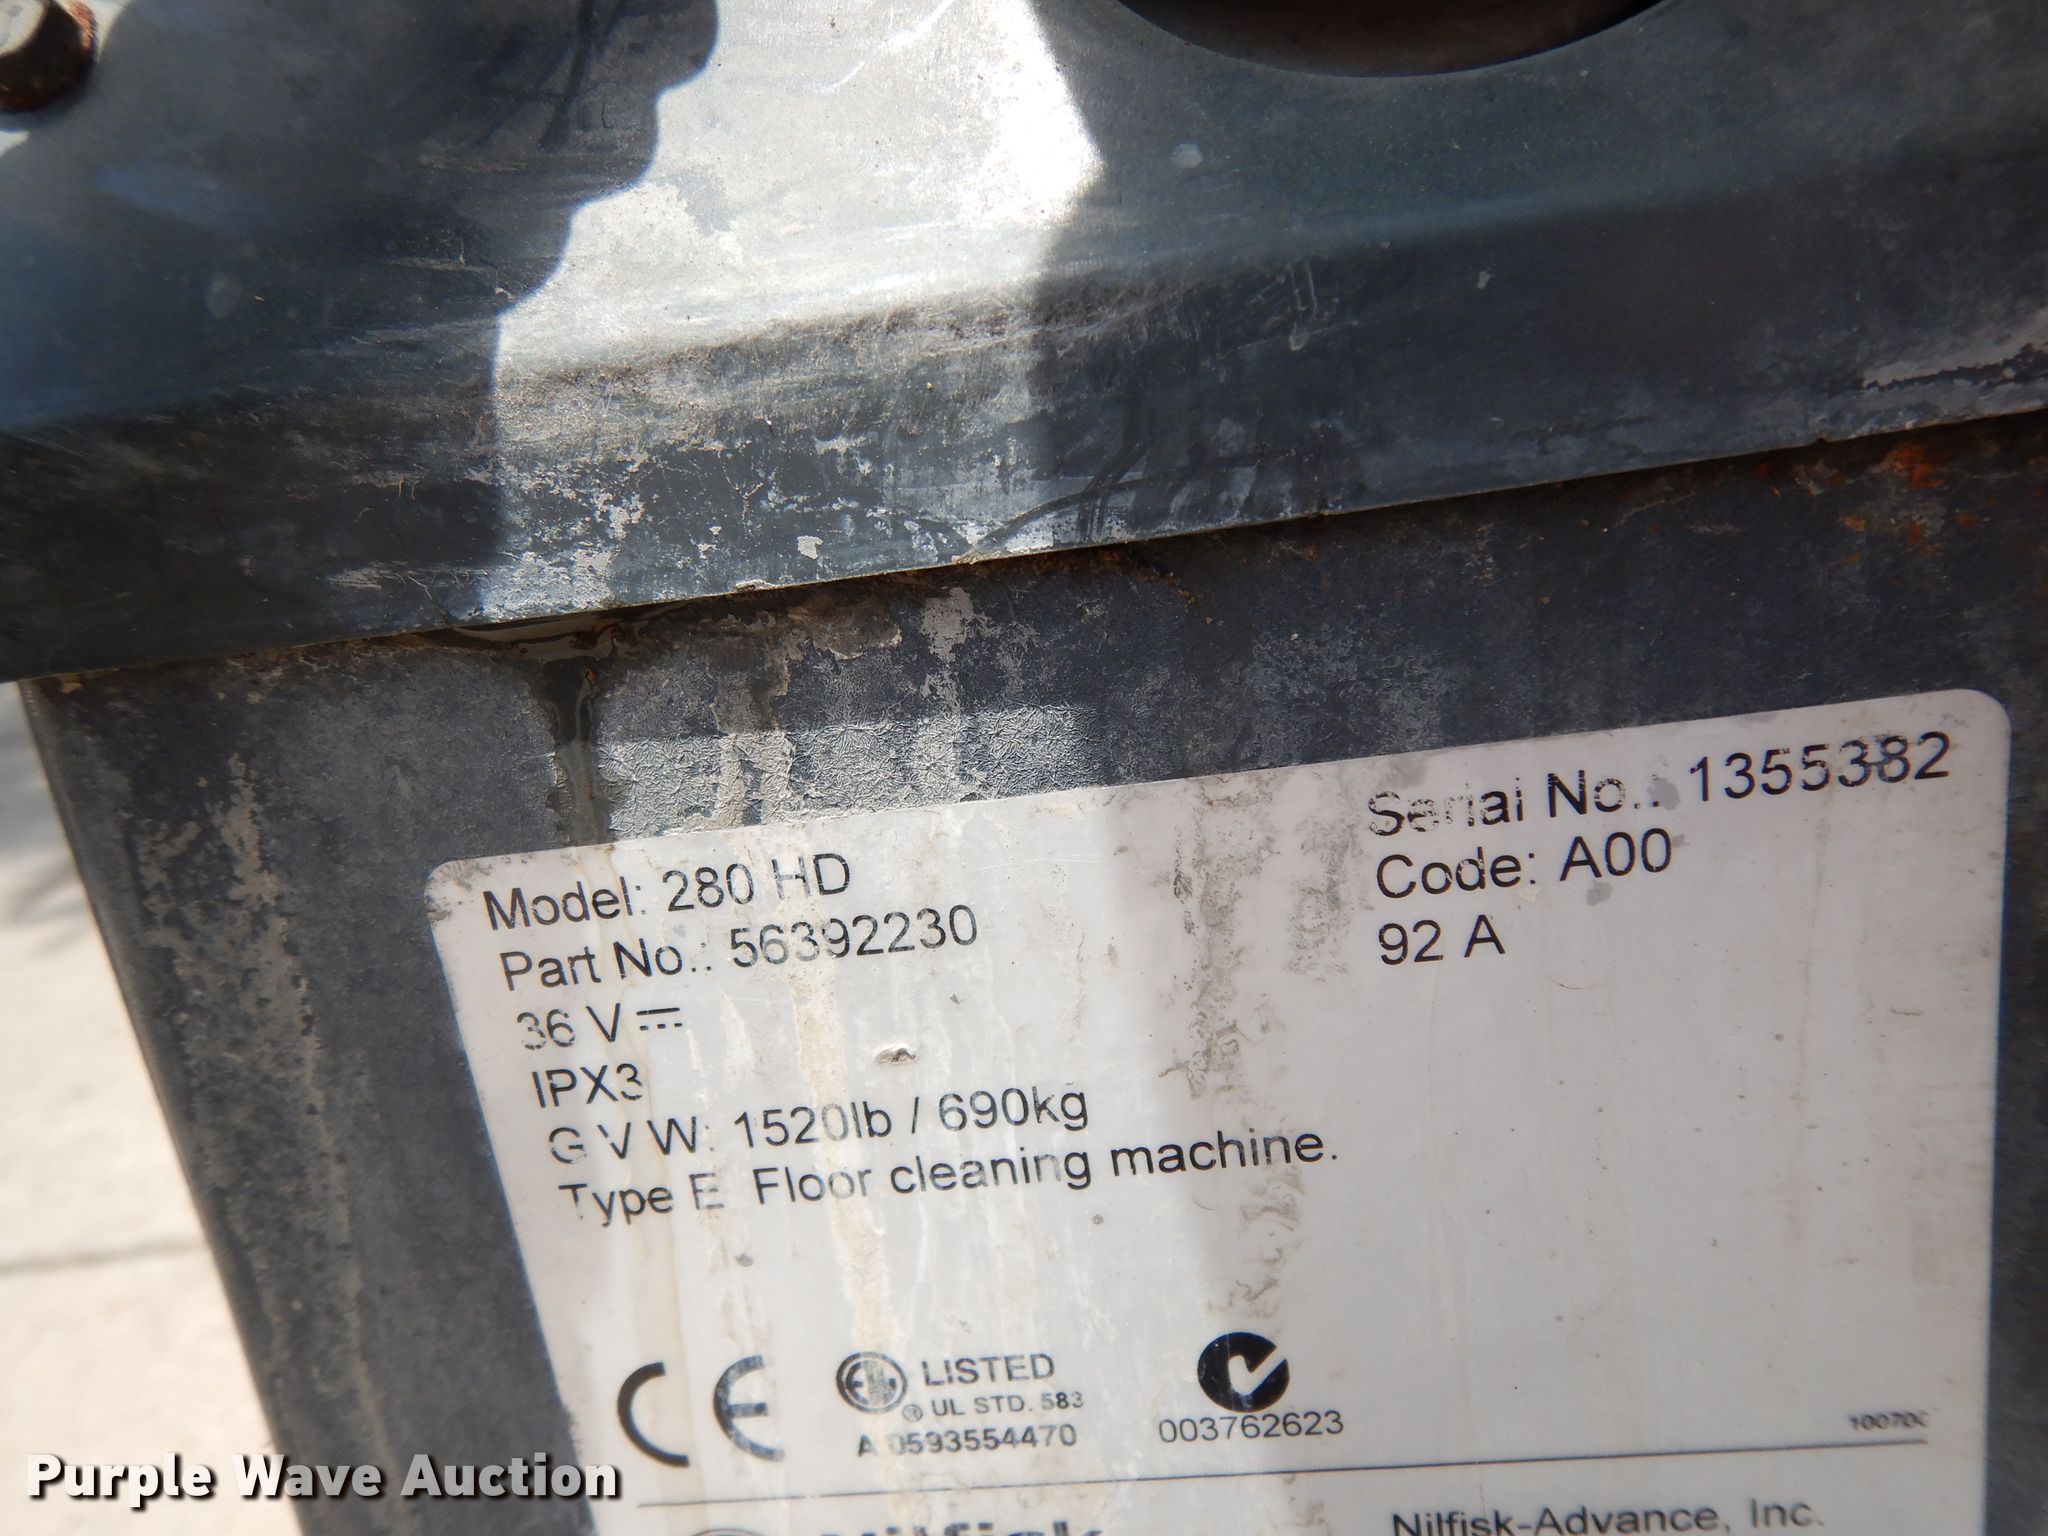 Model: 280 HD
Part No.: 56392230
36 V
IPX3
G V W: 1520lb / 690kg
Type E Floor cleaning machine.
Serial No.: 1355382
Code: A00
92 A
CE
LISTED
® UL STD. 583
A 0593554470
003762623
Nilfisk-Advance, Inc.
Nilfisk
Purple Wave Auction